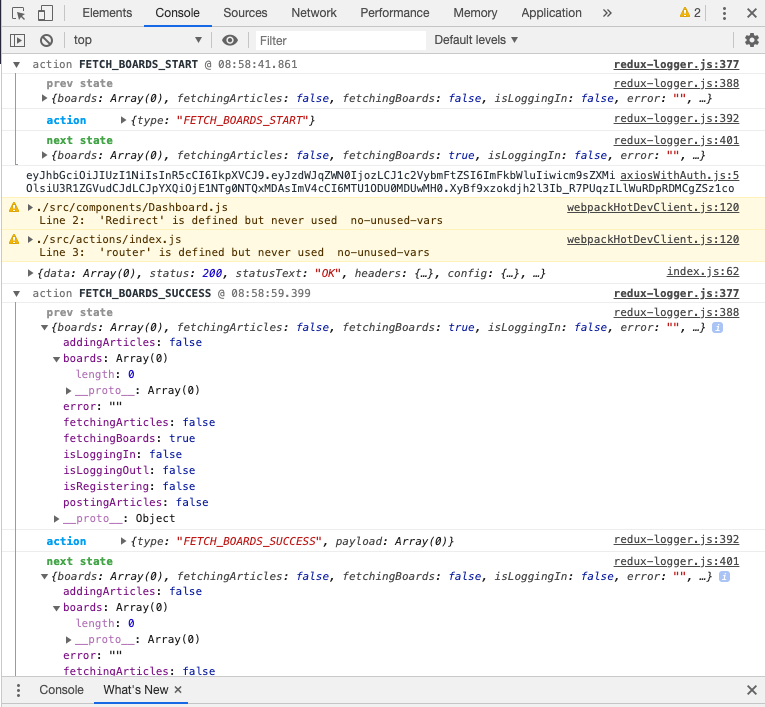 Elements Console Sources Network Performance Memory Application » 2
top Filter Default levels
action FETCH_BOARDS_START @ 08:58:41.861 redux-logger.js:377
prev state redux-logger.js:388
{boards: Array(0), fetchingArticles: false, fetchingBoards: false, isLoggingIn: false, error: "", …}
action {type: "FETCH_BOARDS_START"} redux-logger.js:392
next state redux-logger.js:401
{boards: Array(0), fetchingArticles: false, fetchingBoards: true, isLoggingIn: false, error: "", …}
eyJhbGciOiJIUzI1NiIsInR5cCI6IkpXVCJ9.eyJzdWJqZWN0IjozLCJ1c2VybmFtZSI6ImFkbWluIiwicm9sZXMi axiosWithAuth.js:5
OlsiU3R1ZGVudCJdLCJpYXQiOjE1NTg0NTQxMDAsImV4cCI6MTU1ODU0MDUwMH0.XyBf9xzokdjh2l3Ib_R7PUqzILlWuRDpRDMCgZSz1co
./src/components/Dashboard.js webpackHotDevClient.js:120
Line 2: 'Redirect' is defined but never used no-unused-vars
./src/actions/index.js webpackHotDevClient.js:120
Line 3: 'router' is defined but never used no-unused-vars
{data: Array(0), status: 200, statusText: "OK", headers: {…}, config: {…}, …} index.js:62
action FETCH_BOARDS_SUCCESS @ 08:58:59.399 redux-logger.js:377
prev state redux-logger.js:388
{boards: Array(0), fetchingArticles: false, fetchingBoards: true, isLoggingIn: false, error: "", …} i
addingArticles: false
boards: Array(0)
length: 0
__proto__: Array(0)
error: ""
fetchingArticles: false
fetchingBoards: true
isLoggingIn: false
isLoggingOutl: false
isRegistering: false
postingArticles: false
__proto__: Object
action {type: "FETCH_BOARDS_SUCCESS", payload: Array(0)} redux-logger.js:392
next state redux-logger.js:401
{boards: Array(0), fetchingArticles: false, fetchingBoards: false, isLoggingIn: false, error: "", …} i
addingArticles: false
boards: Array(0)
length: 0
__proto__: Array(0)
error: ""
fetchingArticles: false
Console What's New ×